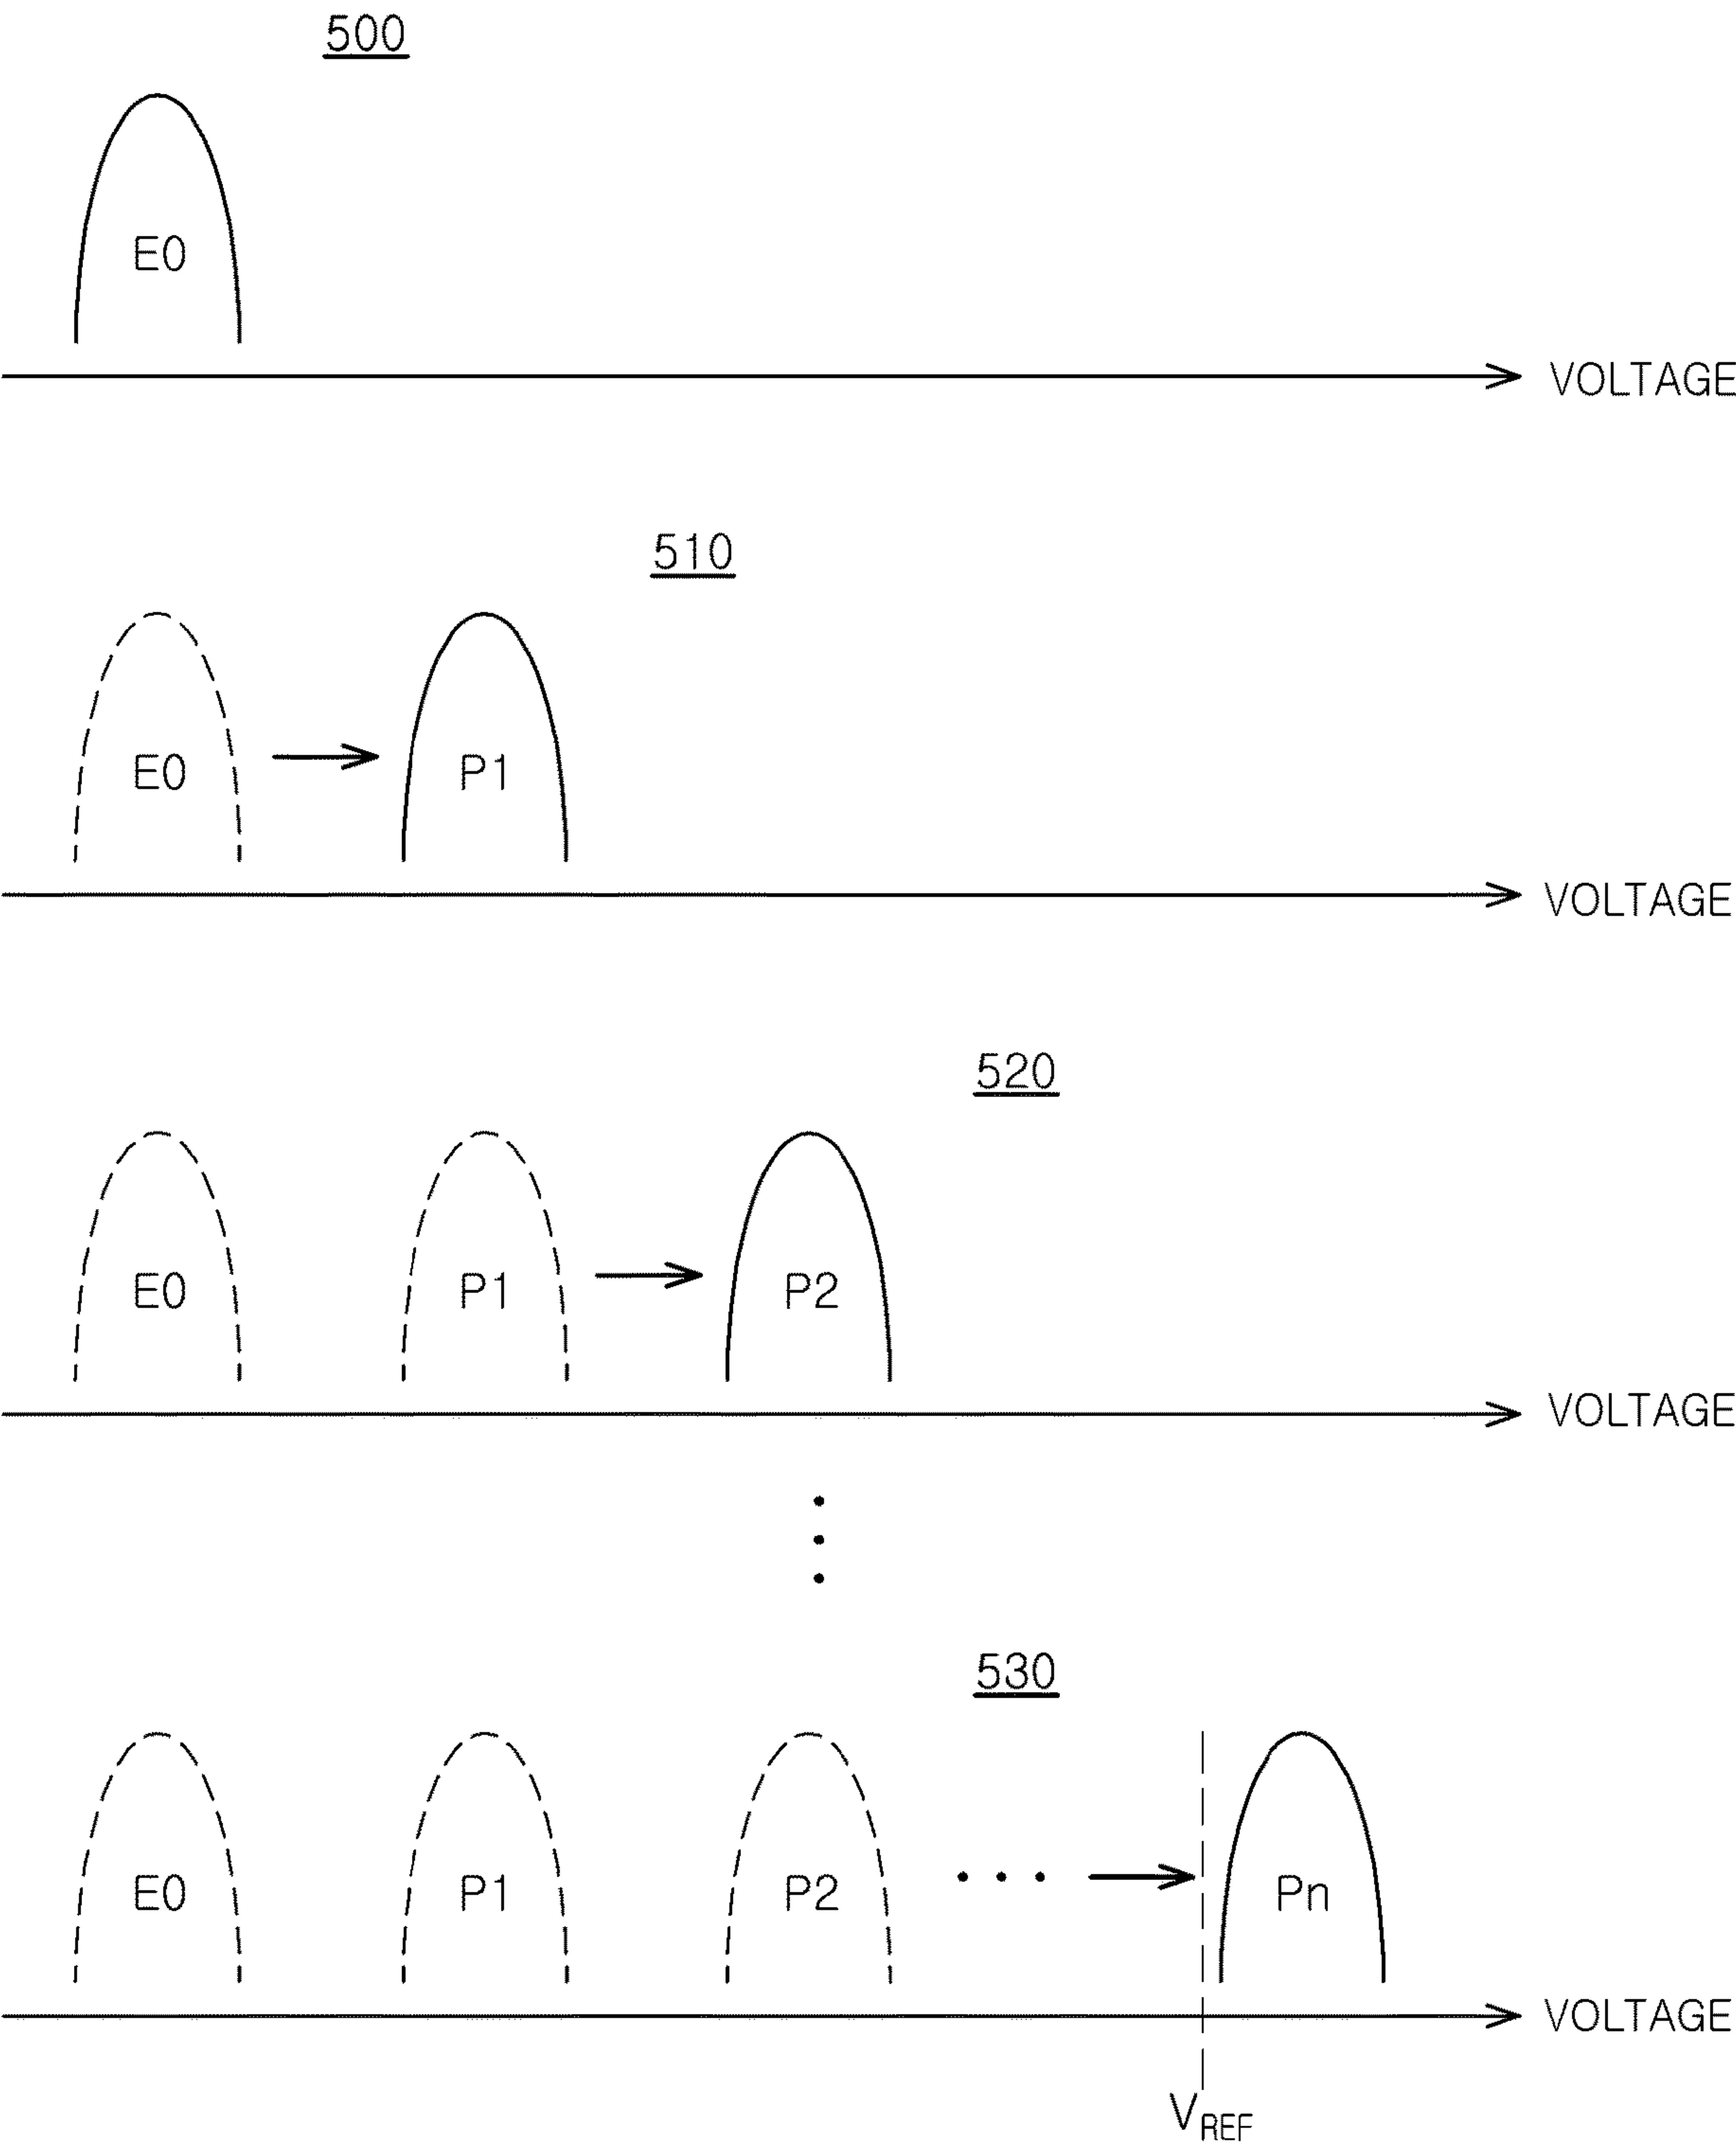 500
E0
VOLTAGE
510
E0 P1
VOLTAGE
520
E0 P1 P2
VOLTAGE
530
E0 P1 P2 Pn
VOLTAGE
VREF